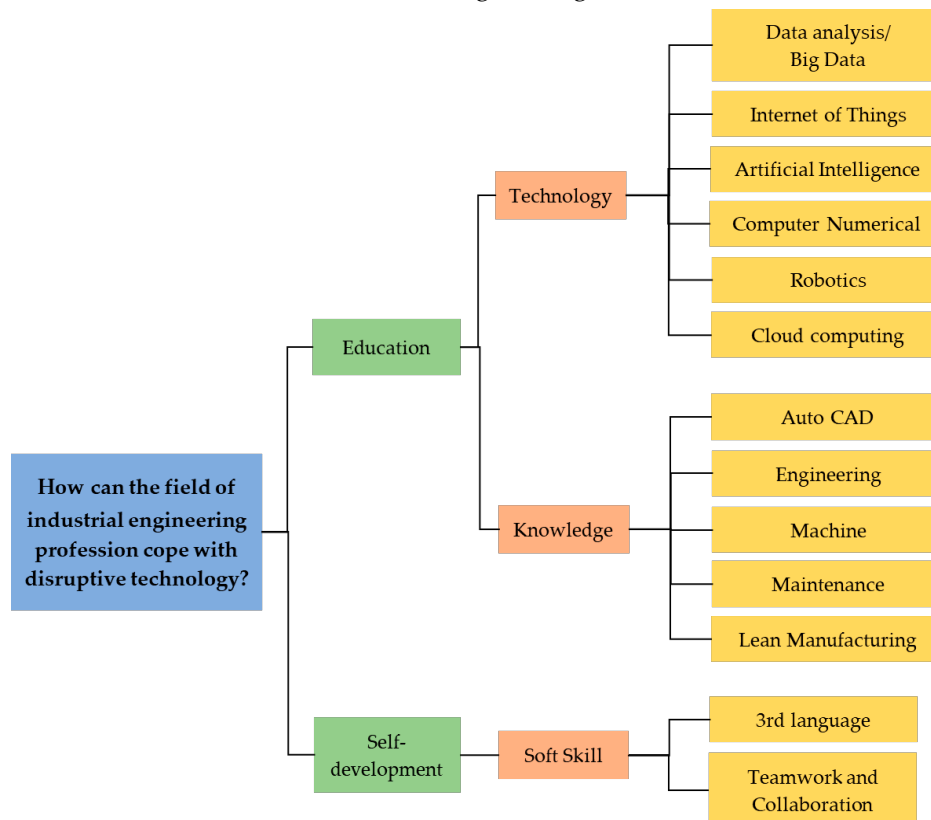 Data analysis/
Big Data
Internet of Things
Artificial Intelligence
Technology
Computer Numerical
Robotics
Cloud computing
Education
Auto CAD
Engineering
How can the field of
industrial engineering
profession cope with
disruptive technology?
Knowledge
Machine
Maintenance
Lean Manufacturing
3rd language
Self-
development
Soft Skill
Teamwork and
Collaboration